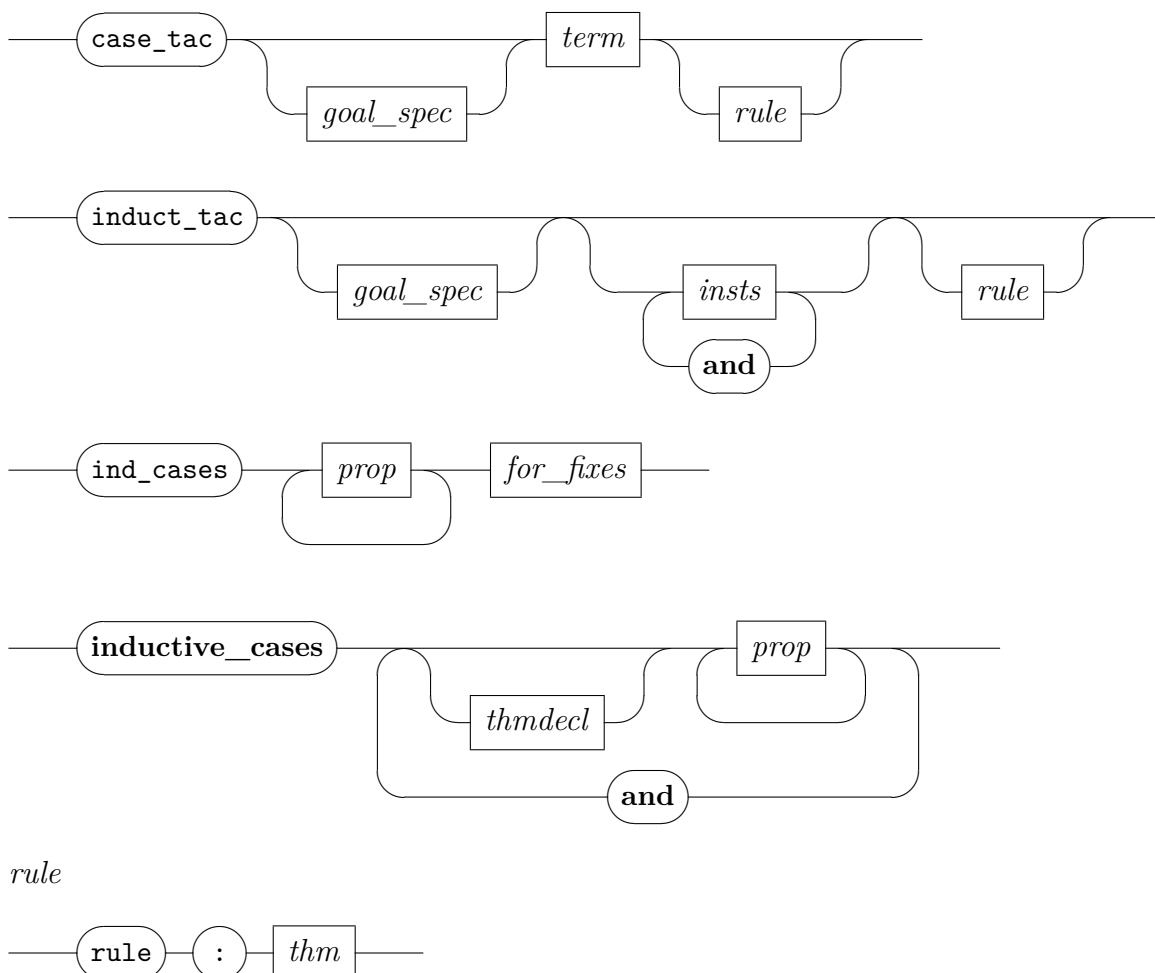 case_tac term
goal_spec rule
induct_tac
goal_spec insts rule
and
ind_cases prop for_fixes
inductive_cases prop
thmdecl
and
rule
rule : thm